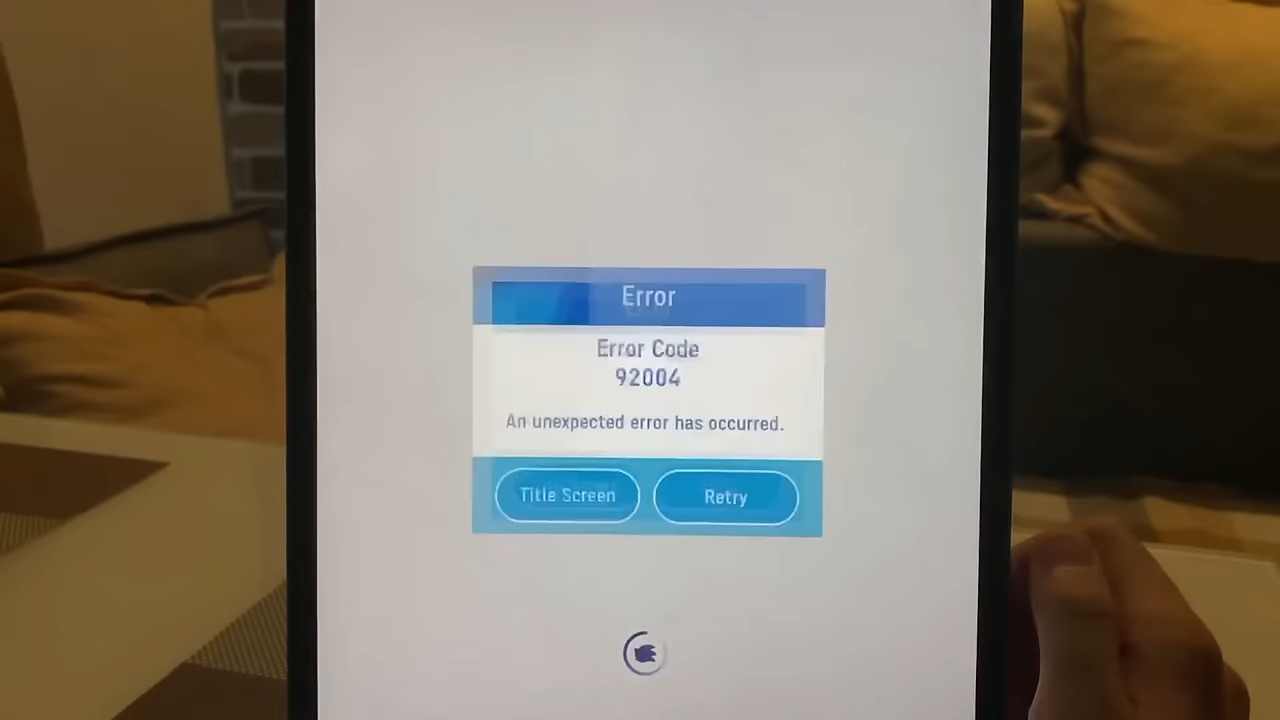 Error
Error Code
92004
An unexpected error has occurred.
Title Screen
Retry